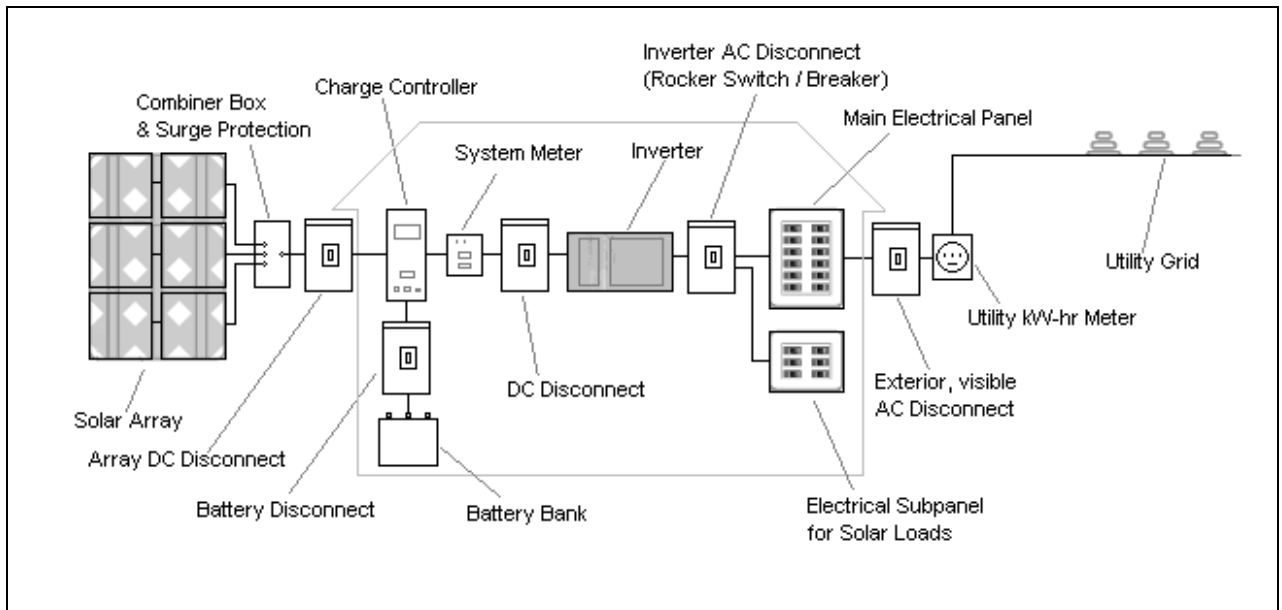 Inverter AC Disconnect
(Rocker Switch / Breaker)
Charge Controller
Combiner Box
& Surge Protection
Main Electrical Panel
System Meter
Inverter
Utility Grid
Utility kW-hr Meter
DC Disconnect
Exterior, visible
AC Disconnect
Solar Array
Array DC Disconnect
Battery Disconnect
Battery Bank
Electrical Subpanel
for Solar Loads